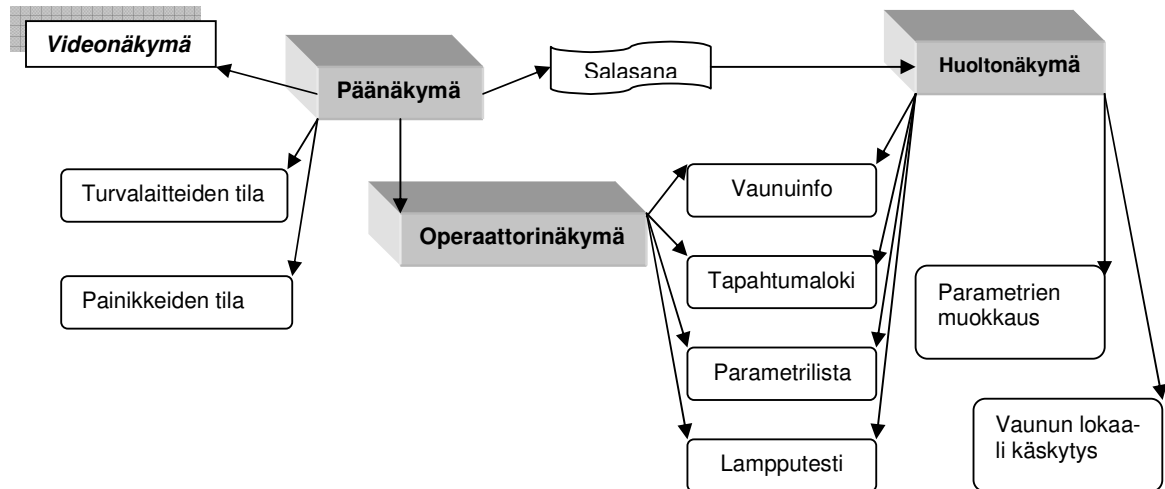 Videonäkymä
Päänäkymä
Salasana
Huoltonäkymä
Turvalaitteiden tila
Vaunuinfo
Operaattorinäkymä
Painikkeiden tila
Tapahtumaloki
Parametrien
muokkaus
Parametrilista
Vaunun lokaa-
li käskytys
Lampputesti